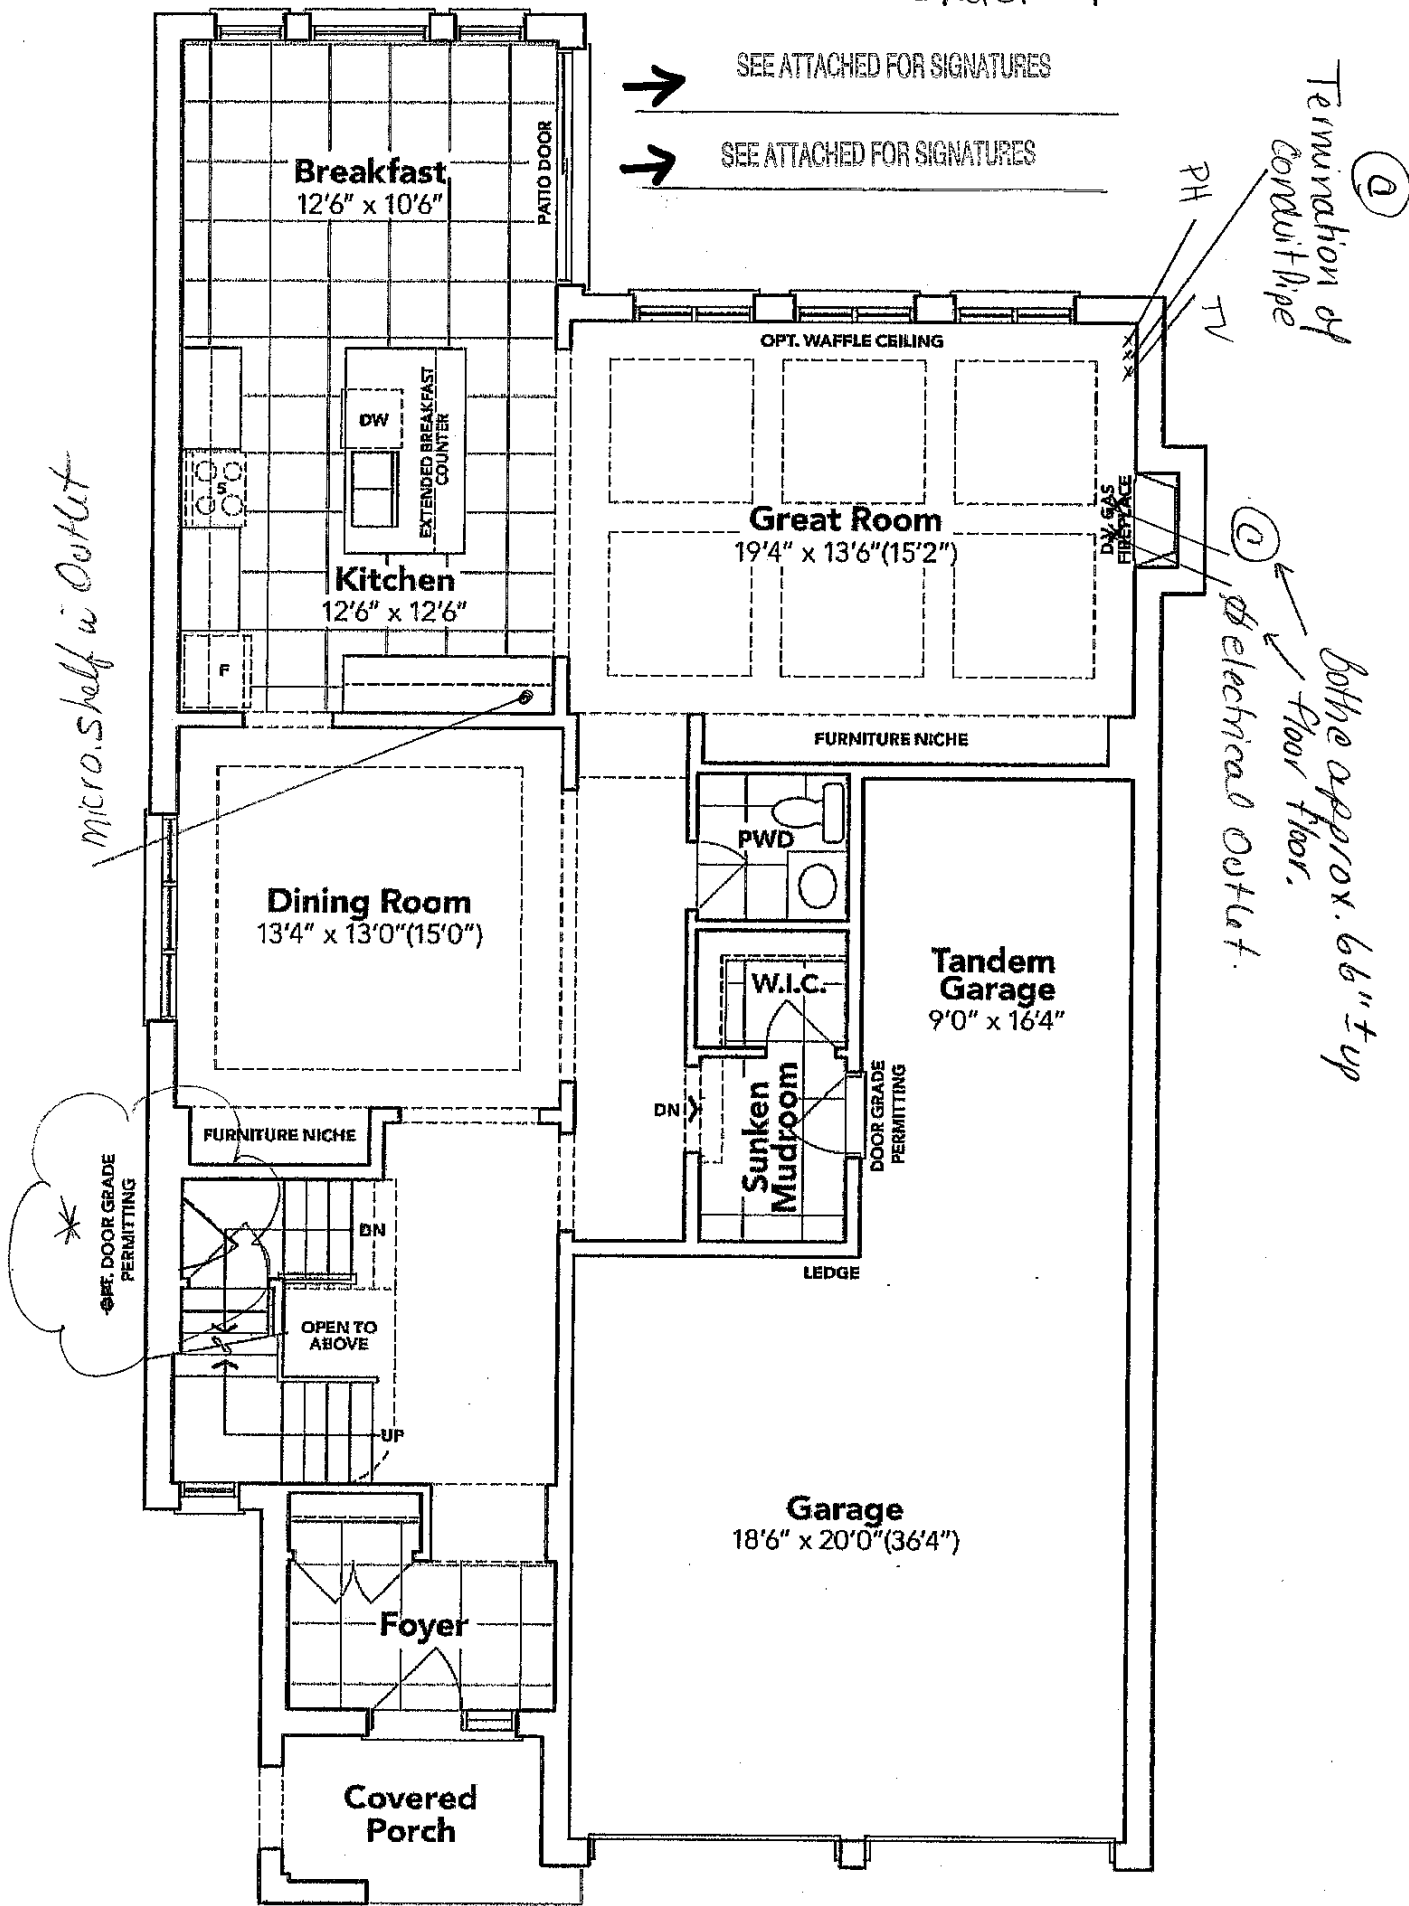 SEE ATTACHED FOR SIGNATURES
SEE ATTACHED FOR SIGNATURES
@
Termination of
Conduit Pipe
PH
TV
Breakfast
12'6" x 10'6"
PATIO DOOR
OPT. WAFFLE CEILING
DW
EXTENDED BREAKFAST
COUNTER
S
Great Room
19'4" x 13'6"(15'2")
D.V. GAS
FIREPLACE
Kitchen
12'6" x 12'6"
F
micro.shelf
Outlet
FURNITURE NICHE
Bothe approx. 66" ± up
floor floor.
electrical Outlet.
PWD
Dining Room
13'4" x 13'0"(15'0")
W.I.C.
Tandem
Garage
9'0" x 16'4"
DN
Sunken
Mudroom
DOOR GRADE
PERMITTING
FURNITURE NICHE
OPT. DOOR GRADE
PERMITTING
DN
LEDGE
OPEN TO
ABOVE
UP
Garage
18'6" x 20'0"(36'4")
Foyer
Covered
Porch